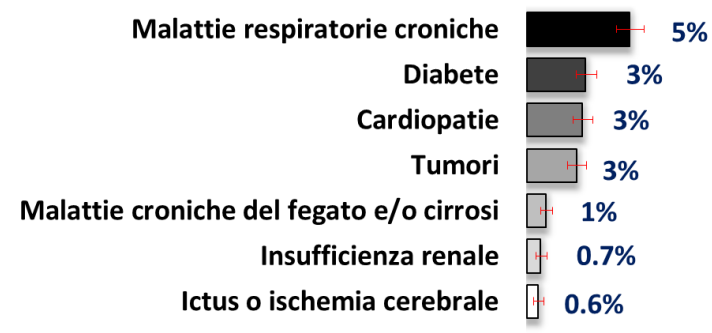 Malattie respiratorie croniche 5%
Diabete 3%
Cardiopatie 3%
Tumori 3%
Malattie croniche del fegato e/o cirrosi 1%
Insufficienza renale 0.7%
Ictus o ischemia cerebrale 0.6%